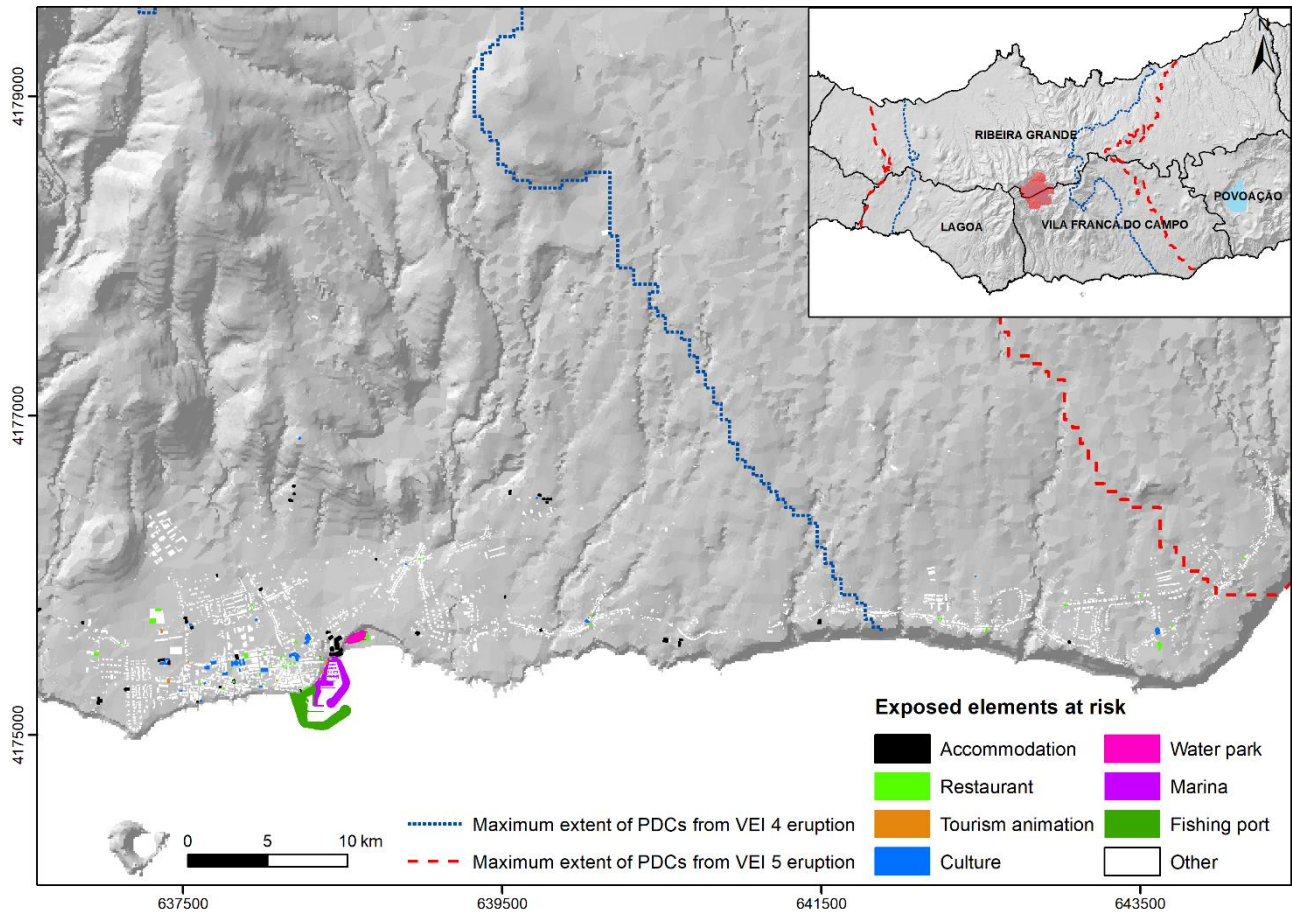 4179000
4177000
4175000
N
RIBEIRA GRANDE
POVOAÇÃO
LAGOA
VILA FRANCA DO CAMPO
Exposed elements at risk
Accommodation
Water park
Restaurant
Marina
Tourism animation
Fishing port
Culture
Other
0 5 10 km
Maximum extent of PDCs from VEI 4 eruption
Maximum extent of PDCs from VEI 5 eruption
637500 639500 641500 643500